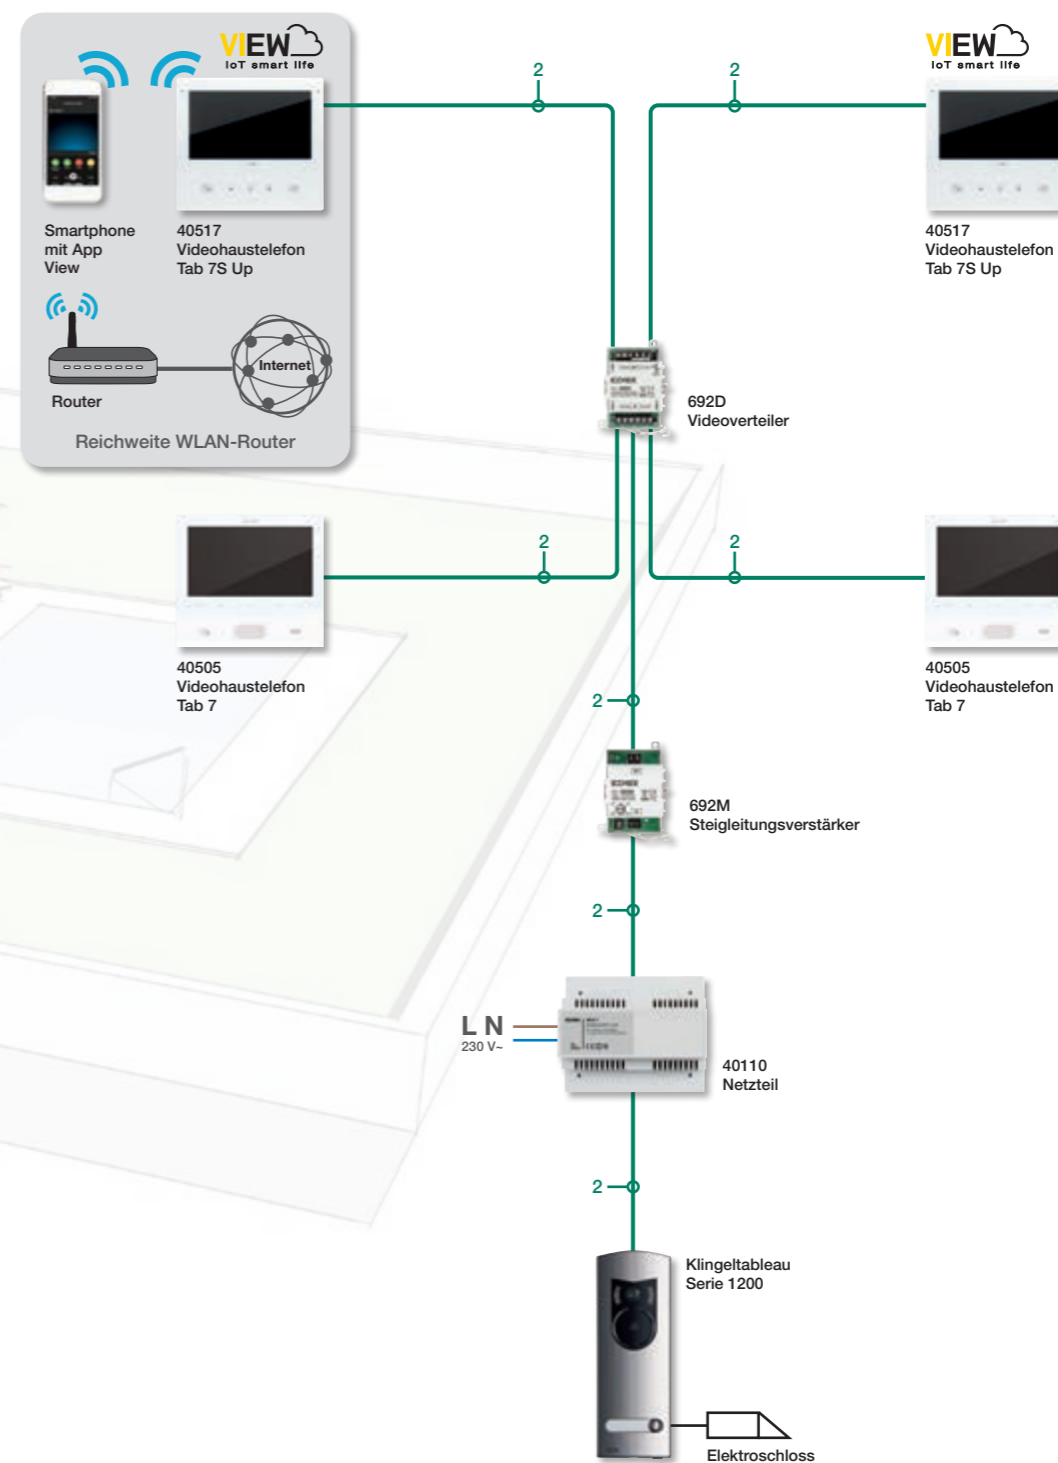 VIEW
IoT smart life
Smartphone
mit App
View
40517
Videohaustelefon
Tab 7S Up
Router
Internet
Reichweite WLAN-Router
2
2
VIEW
IoT smart life
40517
Videohaustelefon
Tab 7S Up
692D
Videoverteiler
40505
Videohaustelefon
Tab 7
2
2
40505
Videohaustelefon
Tab 7
2
692M
Steigleitungsverstärker
2
L N
230 V~
40110
Netzteil
2
Klingeltableau
Serie 1200
Elektroschloss